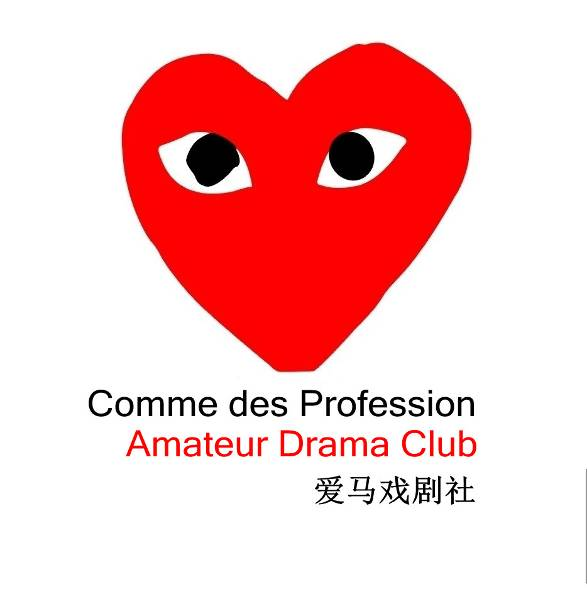 Comme des Profession
Amateur Drama Club
爱马戏剧社